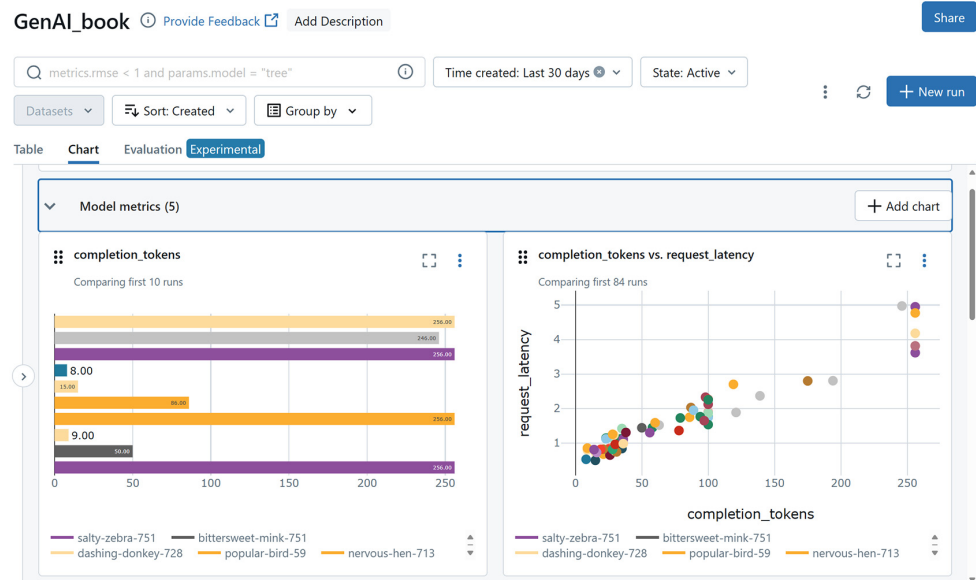 GenAI_book Provide Feedback Add Description
Share
metrics.rmse < 1 and params.model = "tree"
Time created: Last 30 days
State: Active
Datasets
Sort: Created
Group by
+ New run
Table Chart Evaluation Experimental
Model metrics (5)
+ Add chart
completion_tokens
Comparing first 10 runs
256.00
246.00
256.00
8.00
15.00
86.00
256.00
9.00
50.00
256.00
0 50 100 150 200 250
salty-zebra-751 bittersweet-mink-751
dashing-donkey-728 popular-bird-59 nervous-hen-713
completion_tokens vs. request_latency
Comparing first 84 runs
request_latency
5
4
3
2
1
0 50 100 150 200 250
completion_tokens
salty-zebra-751 bittersweet-mink-751
dashing-donkey-728 popular-bird-59 nervous-hen-713